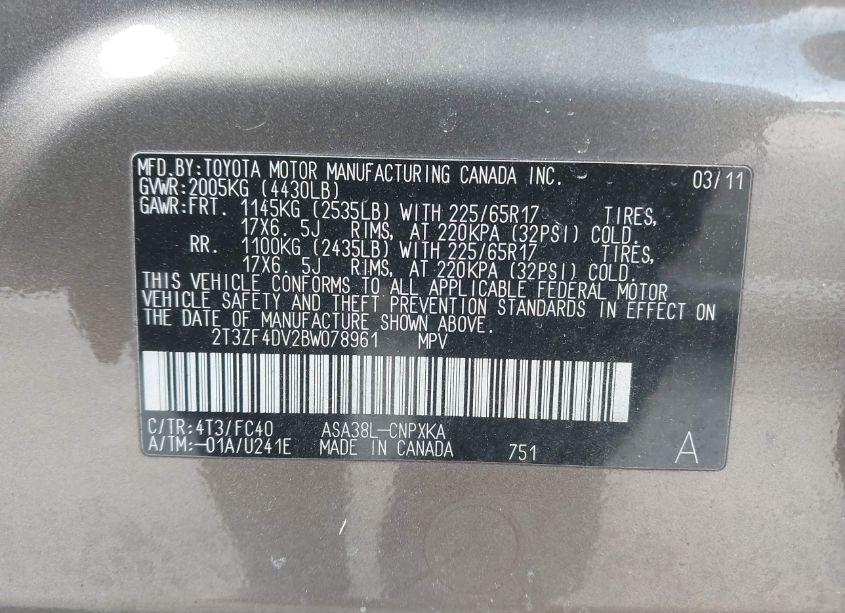 MFD.BY:TOYOTA MOTOR MANUFACTURING CANADA INC. 03/11
GVWR:2005KG (4430LB)
GAWR:FRT. 1145KG (2535LB) WITH 225/65R17 TIRES,
17X6. 5J RIMS, AT 220KPA (32PSI) COLD.
RR. 1100KG (2435LB) WITH 225/65R17 TIRES,
17X6. 5J RIMS, AT 220KPA (32PSI) COLD.
THIS VEHICLE CONFORMS TO ALL APPLICABLE FEDERAL MOTOR
VEHICLE SAFETY AND THEFT PREVENTION STANDARDS IN EFFECT ON
THE DATE OF MANUFACTURE SHOWN ABOVE.
2T3ZF4DV2BW078961 MPV
C/TR:4T3/FC40 ASA38L-CNPXKA
A/TM:-01A/U241E MADE IN CANADA 751 A